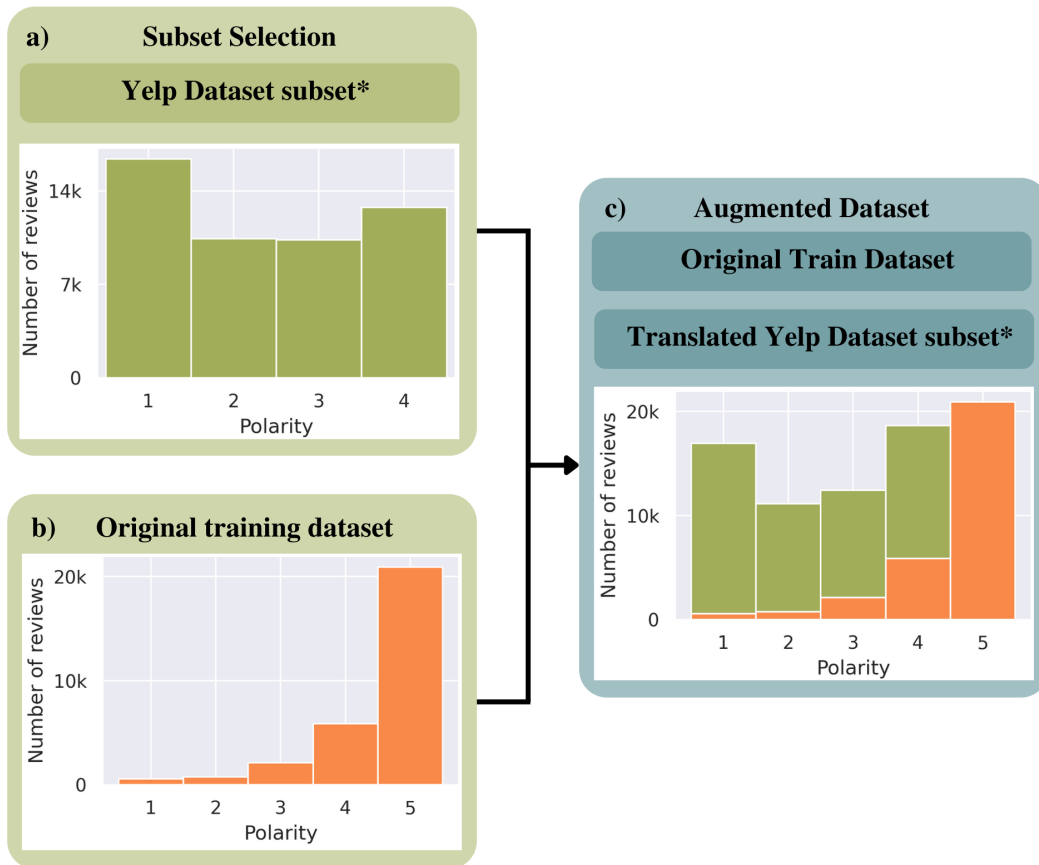 a) Subset Selection
Yelp Dataset subset*
Number of reviews
14k
7k
0
1 2 3 4
Polarity
b) Original training dataset
Number of reviews
20k
10k
0
1 2 3 4 5
Polarity
c) Augmented Dataset
Original Train Dataset
Translated Yelp Dataset subset*
Number of reviews
20k
10k
0
1 2 3 4 5
Polarity